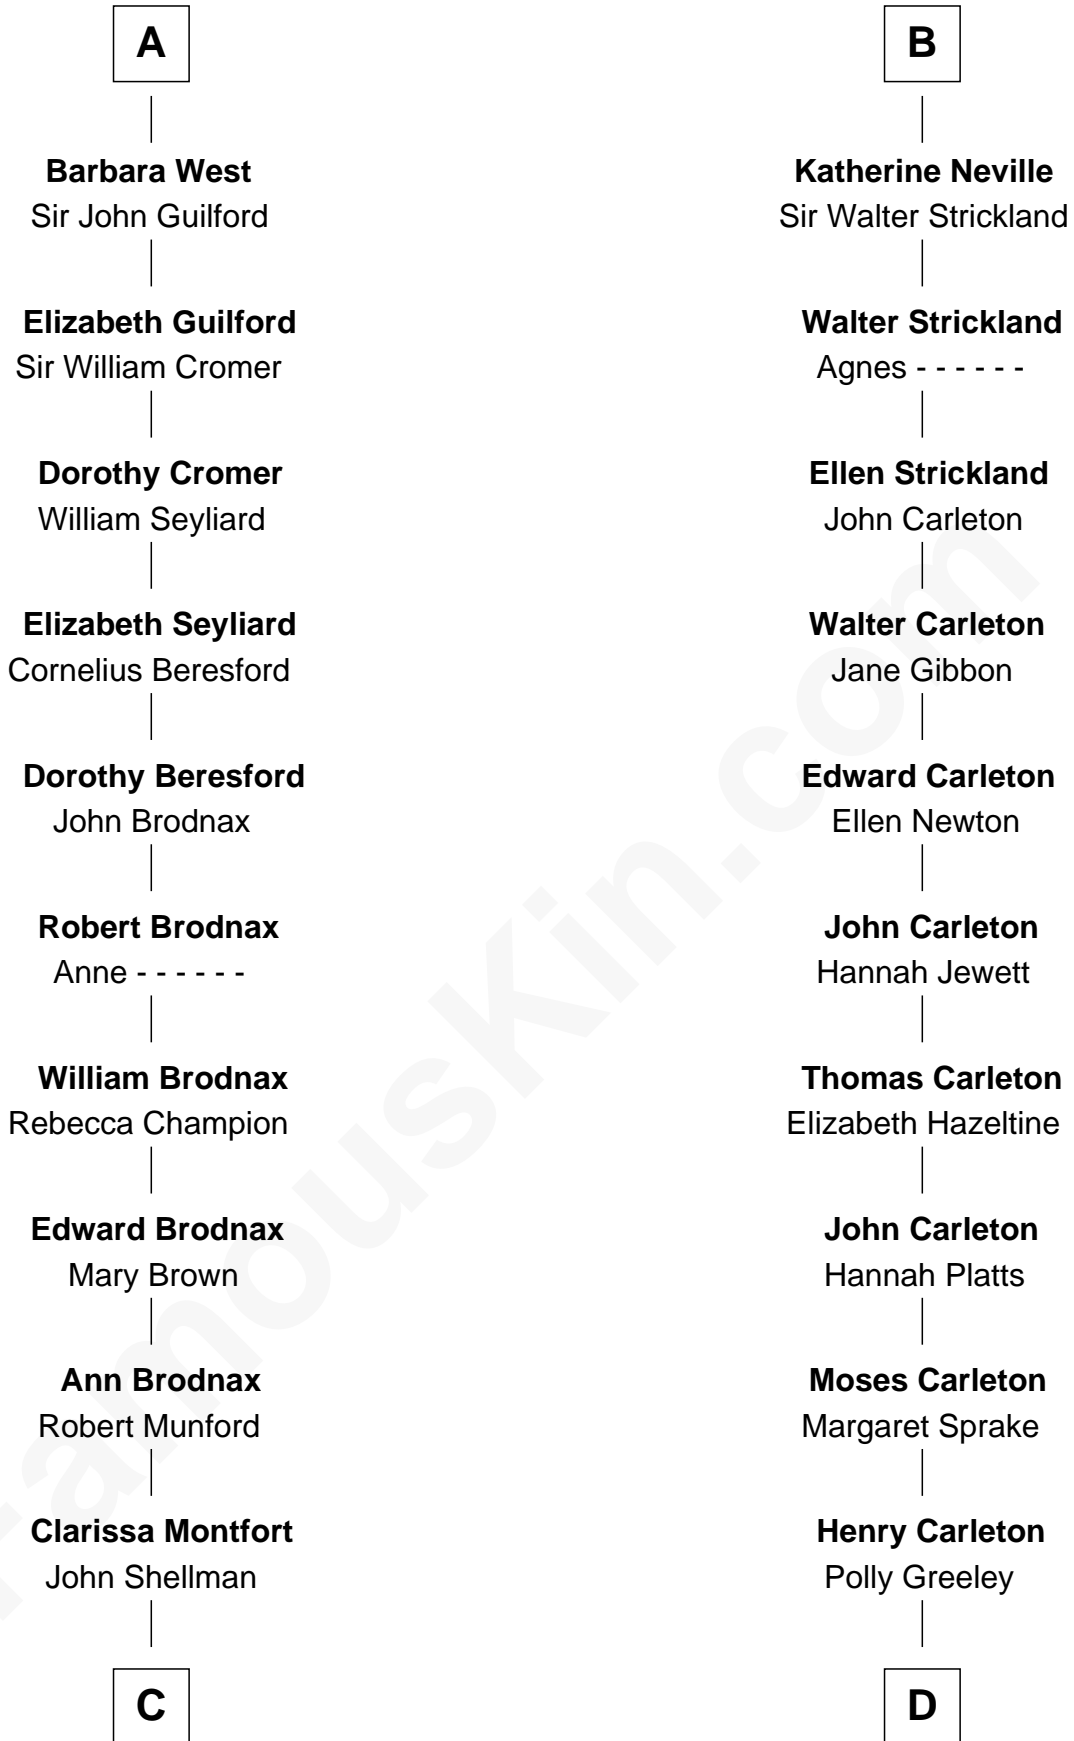 A
Barbara West
Sir John Guilford
Elizabeth Guilford
Sir William Cromer
Dorothy Cromer
William Seyliard
Elizabeth Seyliard
Cornelius Beresford
Dorothy Beresford
John Brodnax
Robert Brodnax
Anne - - - - - -
William Brodnax
Rebecca Champion
Edward Brodnax
Mary Brown
Ann Brodnax
Robert Munford
Clarissa Montfort
John Shellman
C
B
Katherine Neville
Sir Walter Strickland
Walter Strickland
Agnes - - - - - -
Ellen Strickland
John Carleton
Walter Carleton
Jane Gibbon
Edward Carleton
Ellen Newton
John Carleton
Hannah Jewett
Thomas Carleton
Elizabeth Hazeltine
John Carleton
Hannah Platts
Moses Carleton
Margaret Sprake
Henry Carleton
Polly Greeley
D
FamousKin.com